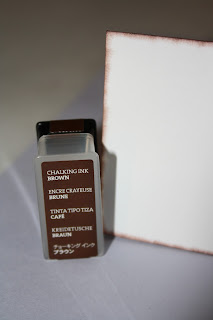 CHALKING INK
BROWN
ENCRE CRAYEUSE
BRUNE
TINTA TIPO TIZA
CAFÉ
KREIDETUSCHE
BRAUN
チョーキング インク
ブラウン